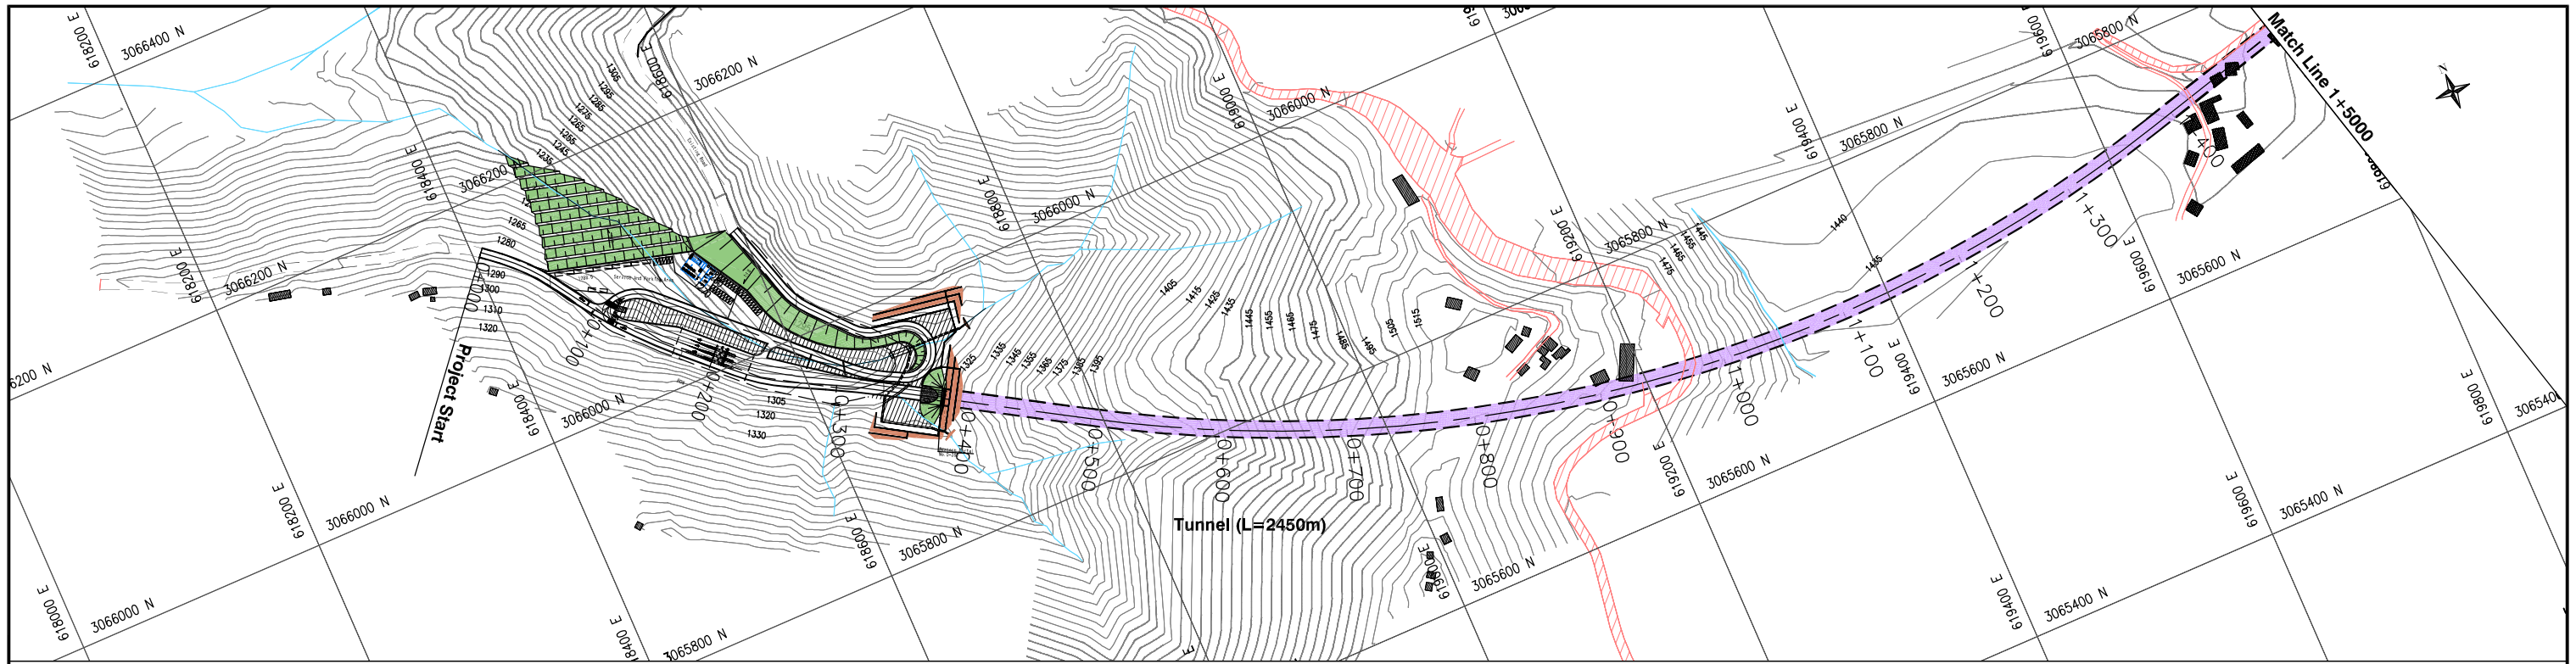 618200 E
3066400 N
1305
1295
1285
1275
1265
1255
1245
1235
618600 E
3066200 N
619000 E
3066000 N
619600 E
3065800 N
Match Line 1+5000
618400 E
3066200 N
618800 E
3066000 N
619400 E
3065800 N
1+400
618200 E
3066200 N
1265
1280
1290
1300
1310
1320
0+000
Project Start
0+100
0+200
0+300
0+400
0+500
0+600
0+700
0+800
0+900
1+000
1+100
1+200
1+300
1305
1320
1330
1325
1335
1345
1355
1365
1375
1385
1395
1405
1415
1425
1435
1445
1455
1465
1475
1485
1495
1505
1515
619200 E
3065800 N
1445
1455
1465
1475
1440
1435
619600 E
3065600 N
6200 N
618400 E
3066000 N
619400 E
3065600 N
619800 E
618200 E
3066000 N
618600 E
3065800 N
Tunnel (L=2450m)
619200 E
3065600 N
619600 E
3065400 N
618000 E
3066000 N
3065800 N
3065600 N
619400 E
3065400 N